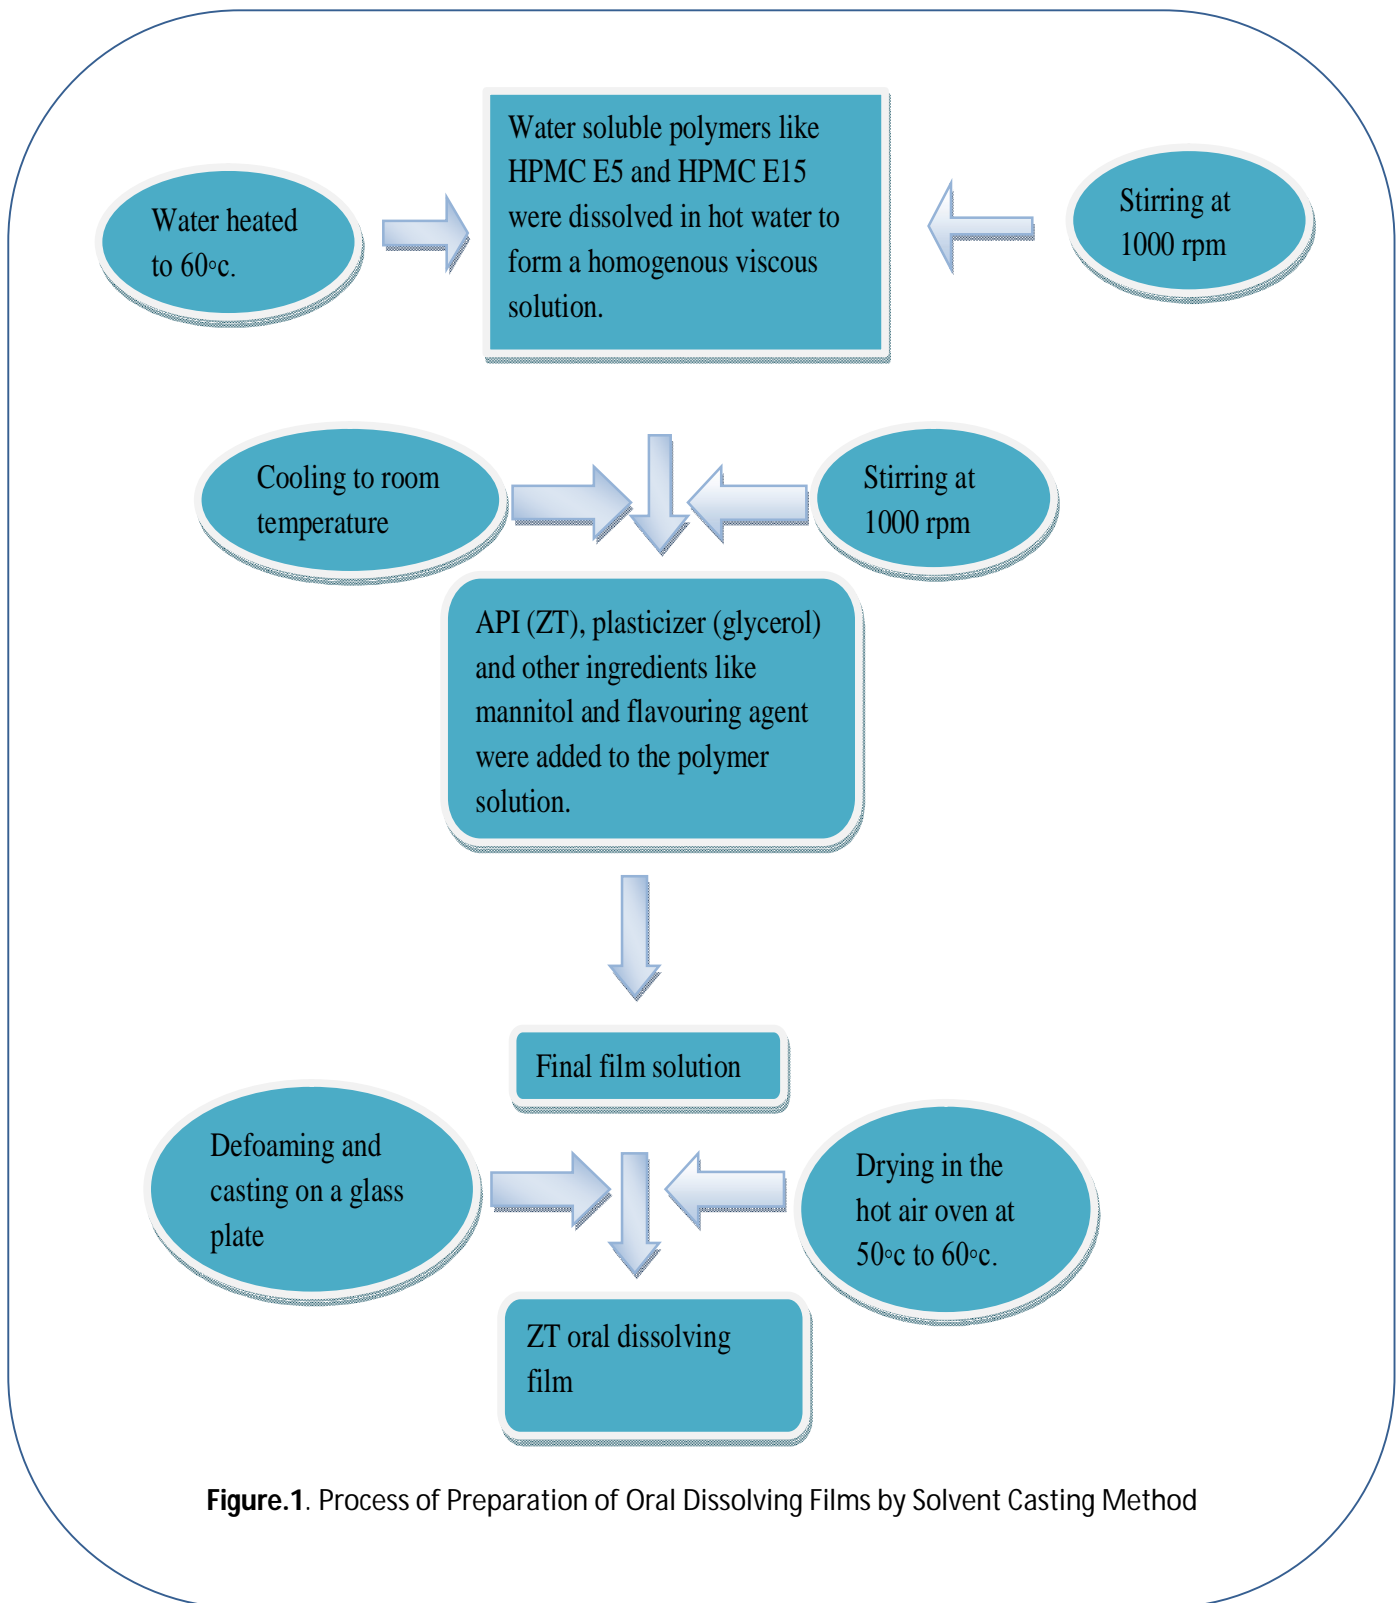 Water soluble polymers like
HPMC E5 and HPMC E15
were dissolved in hot water to
form a homogenous viscous
solution.
Water heated
to 60◦c.
Stirring at
1000 rpm
Cooling to room
temperature
Stirring at
1000 rpm
API (ZT), plasticizer (glycerol)
and other ingredients like
mannitol and flavouring agent
were added to the polymer
solution.
Final film solution
Defoaming and
casting on a glass
plate
Drying in the
hot air oven at
50◦c to 60◦c.
ZT oral dissolving
film
Figure.1. Process of Preparation of Oral Dissolving Films by Solvent Casting Method